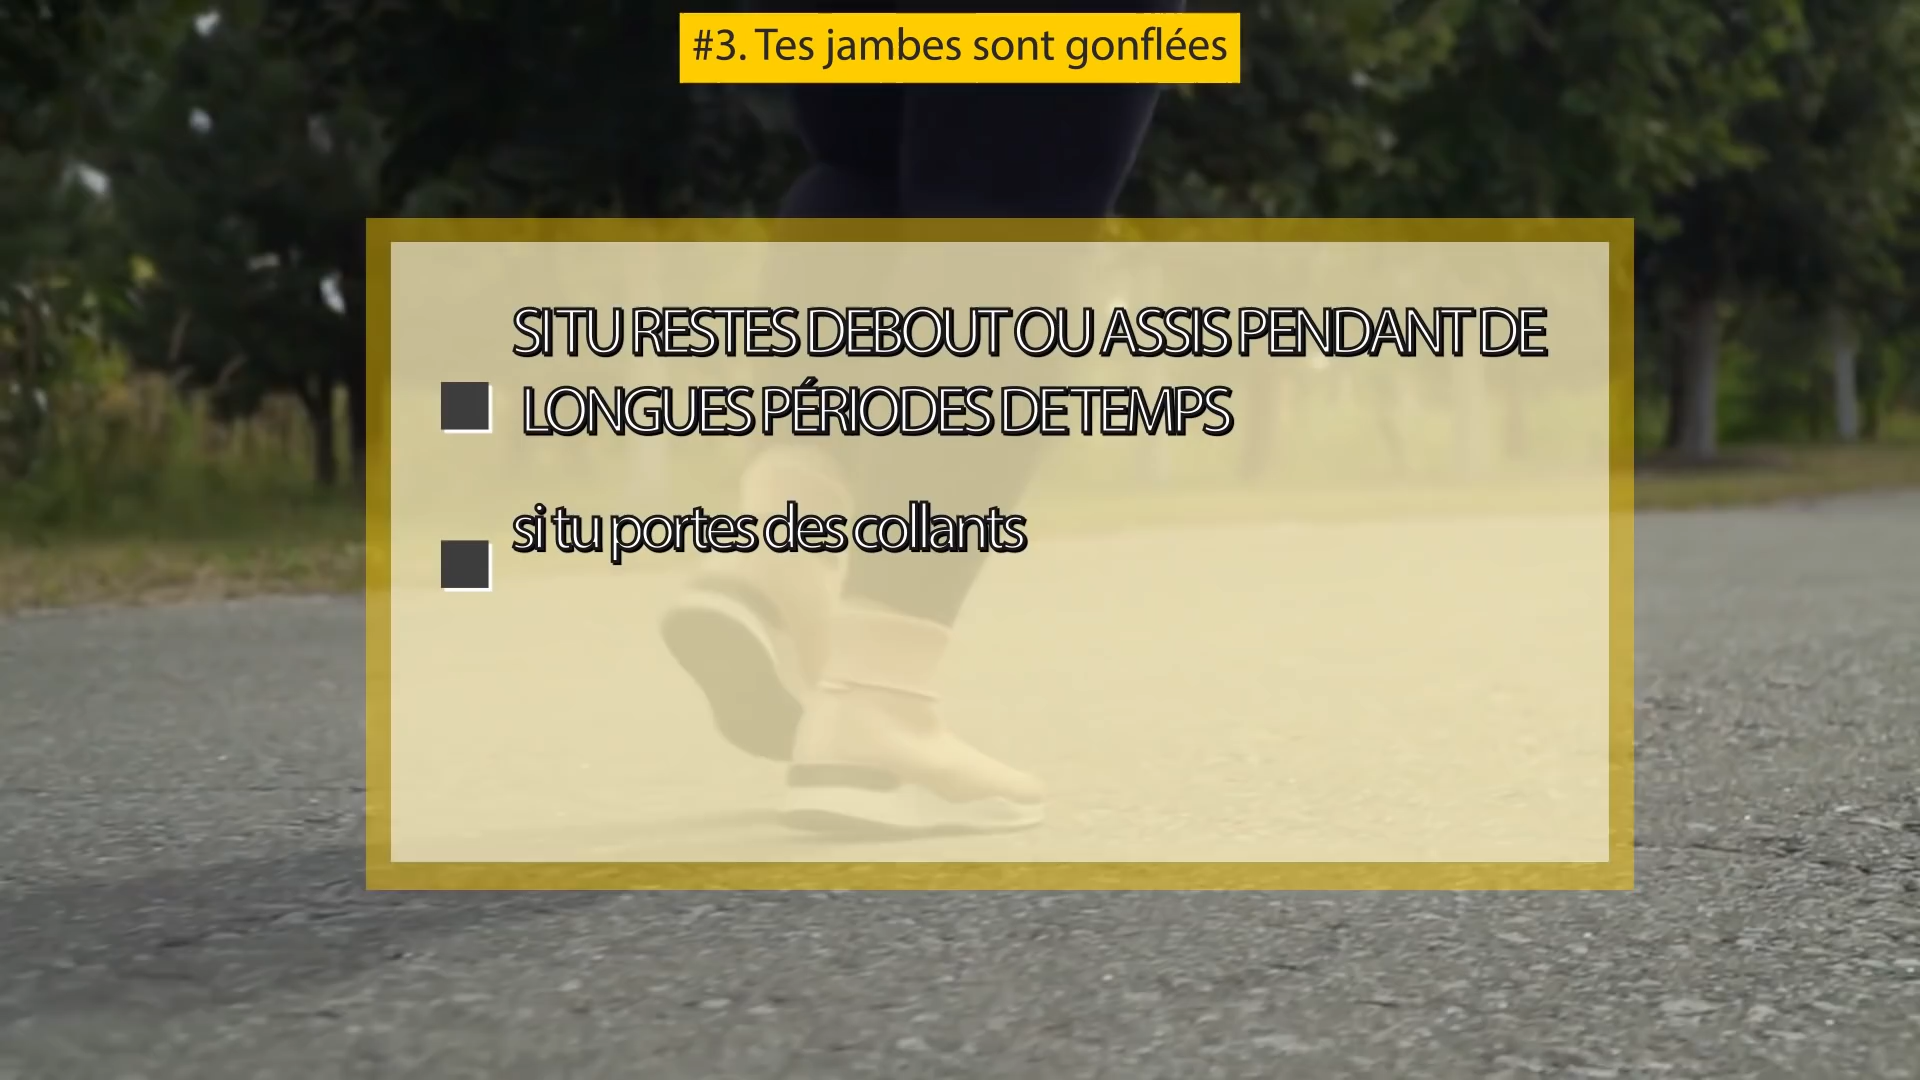 #3. Tes jambes sont gonflées
SI TU RESTES DEBOUT OU ASSIS PENDANT DE
LONGUES PÉRIODES DE TEMPS
si tu portes des collants